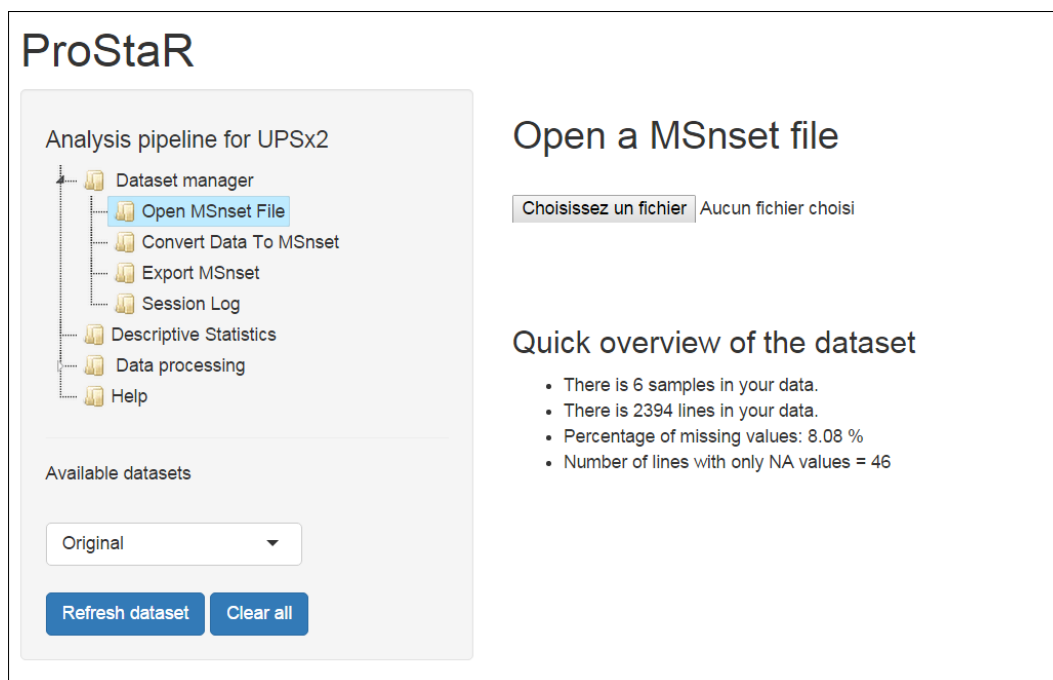 ProStaR
Analysis pipeline for UPSx2
Dataset manager
Open MSnset File
Convert Data To MSnset
Export MSnset
Session Log
Descriptive Statistics
Data processing
Help
Available datasets
Original
Refresh dataset Clear all
Open a MSnset file
Choisissez un fichier Aucun fichier choisi
Quick overview of the dataset
• There is 6 samples in your data.
• There is 2394 lines in your data.
• Percentage of missing values: 8.08 %
• Number of lines with only NA values = 46